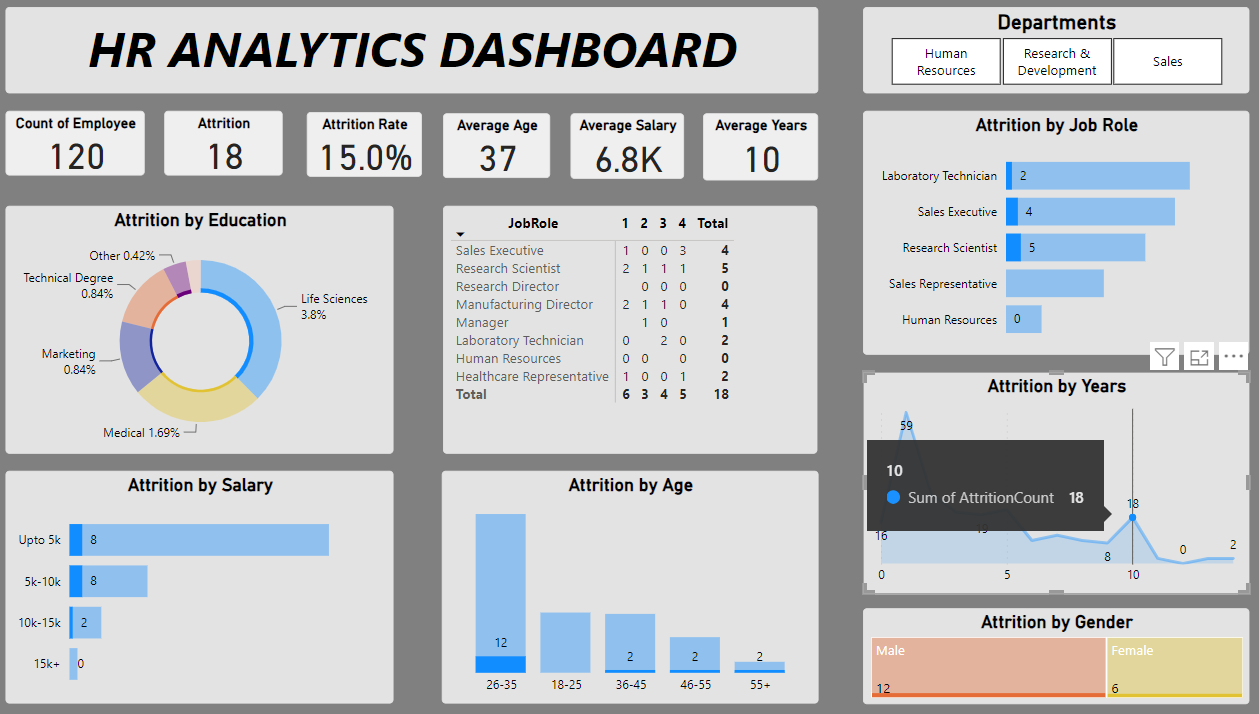 HR ANALYTICS DASHBOARD
Departments
Human Resources
Research & Development
Sales
Count of Employee
120
Attrition
18
Attrition Rate
15.0%
Average Age
37
Average Salary
6.8K
Average Years
10
Attrition by Job Role
Laboratory Technician 2
Sales Executive 4
Research Scientist 5
Sales Representative
Human Resources 0
Attrition by Education
Other 0.42%
Technical Degree
0.84%
Life Sciences
3.8%
Marketing
0.84%
Medical 1.69%
JobRole 1 2 3 4 Total
Sales Executive 1 0 0 3 4
Research Scientist 2 1 1 1 5
Research Director 0 0 0 0
Manufacturing Director 2 1 1 0 4
Manager 1 0 1
Laboratory Technician 0 2 0 2
Human Resources 0 0 0 0
Healthcare Representative 1 0 0 1 2
Total 6 3 4 5 18
Attrition by Years
59
10
Sum of AttritionCount 18
18
16
8
0
2
0 5 10
Attrition by Salary
Upto 5k 8
5k-10k 8
10k-15k 2
15k+ 0
Attrition by Age
12
2
2
2
26-35 18-25 36-45 46-55 55+
Attrition by Gender
Male
12
Female
6